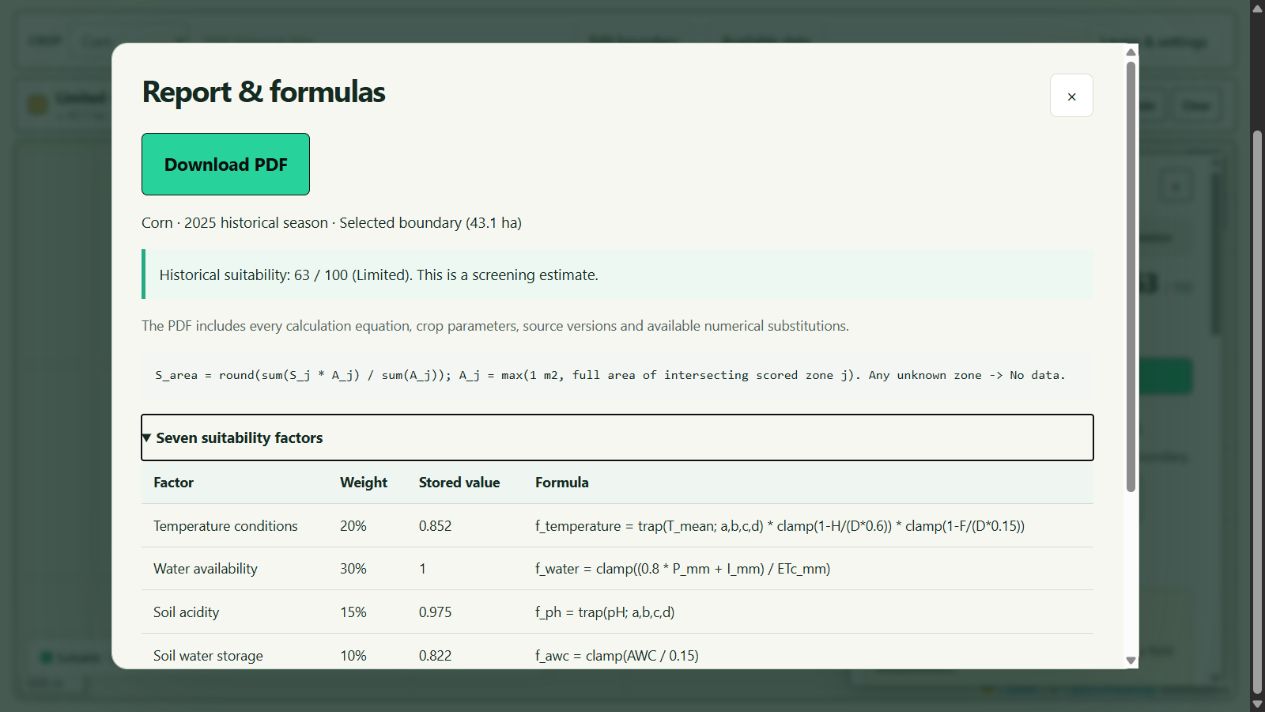 Report & formulas
×
Download PDF
Corn · 2025 historical season · Selected boundary (43.1 ha)
Historical suitability: 63 / 100 (Limited). This is a screening estimate.
The PDF includes every calculation equation, crop parameters, source versions and available numerical substitutions.
S_area = round(sum(S_j * A_j) / sum(A_j)); A_j = max(1 m2, full area of intersecting scored zone j). Any unknown zone -> No data.
▼ Seven suitability factors
Factor Weight Stored value Formula
Temperature conditions 20% 0.852 f_temperature = trap(T_mean; a,b,c,d) * clamp(1-H/(D*0.6)) * clamp(1-F/(D*0.15))
Water availability 30% 1 f_water = clamp((0.8 * P_mm + I_mm) / ETc_mm)
Soil acidity 15% 0.975 f_ph = trap(pH; a,b,c,d)
Soil water storage 10% 0.822 f_awc = clamp(AWC / 0.15)